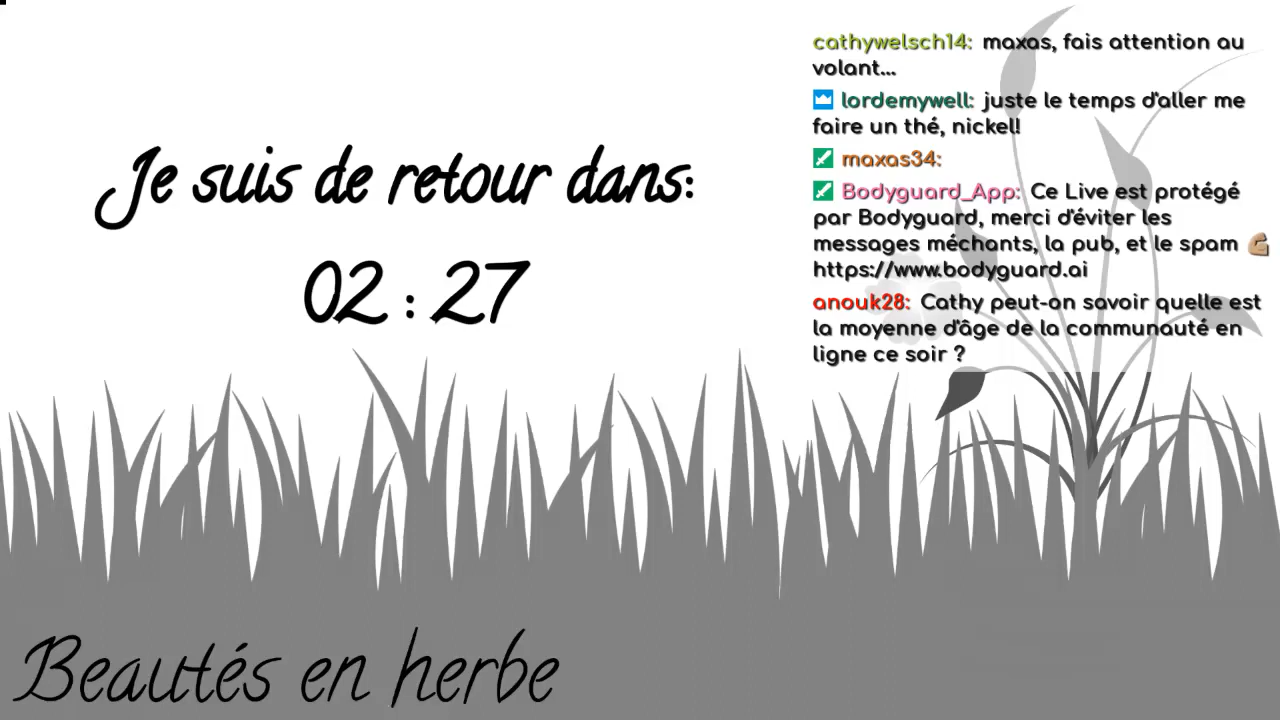 Je suis de retour dans:
02 : 27
cathywelsch14: maxas, fais attention au
volant...
lordemywell: juste le temps d'aller me
faire un thé, nickel!
maxas34:
Bodyguard_App: Ce Live est protégé
par Bodyguard, merci d'éviter les
messages méchants, la pub, et le spam 💪🏽
https://www.bodyguard.ai
anouk28: Cathy peut-on savoir quelle est
la moyenne d'âge de la communauté en
ligne ce soir ?
Beautés en herbe